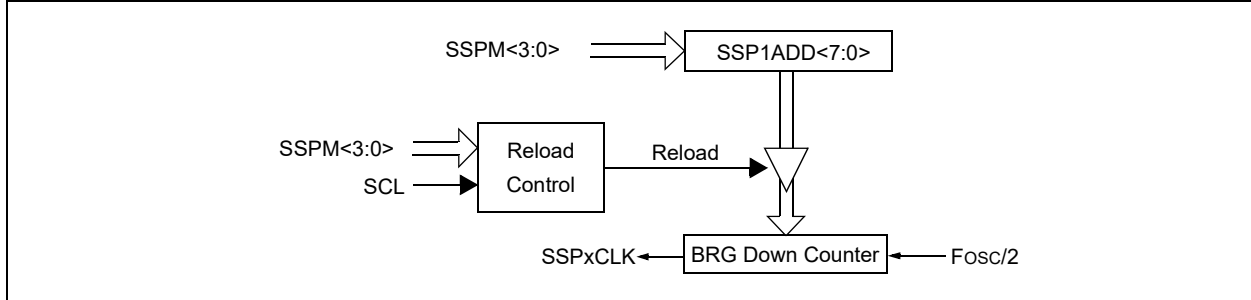 SSPM<3:0>
SSP1ADD<7:0>
SSPM<3:0>
Reload
Control
Reload
SCL
SSPxCLK
BRG Down Counter
FOSC/2